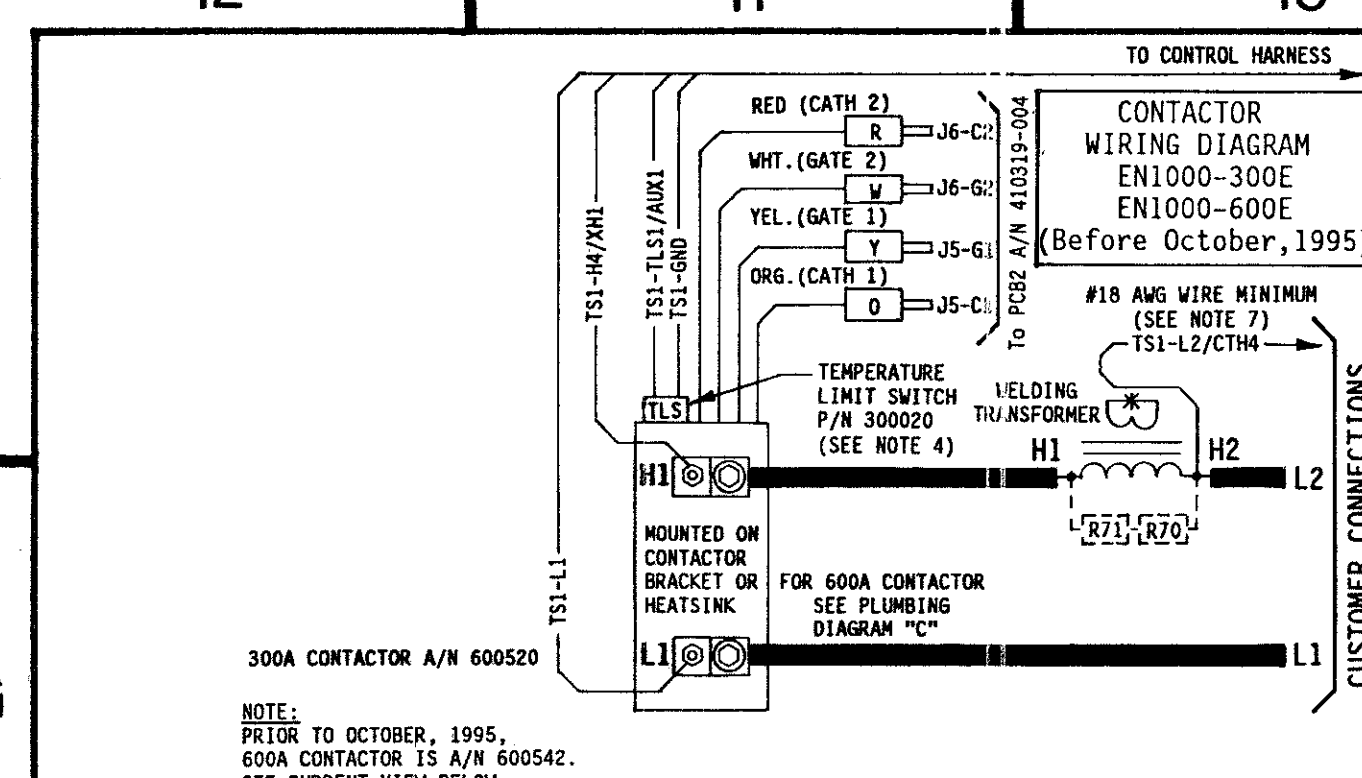 TO CONTROL HARNESS
CONTACTOR
WIRING DIAGRAM
EN1000-300E
EN1000-600E
(Before October,1995)
RED (CATH 2)
R
J6-C2
WHT.(GATE 2)
W
J6-G2
YEL.(GATE 1)
Y
J5-G1
ORG.(CATH 1)
O
J5-C1
To PCB2 A/N 410319-004
TS1-H4/XH1
TS1-TLS1/AUX1
TS1-GND
#18 AWG WIRE MINIMUM
(SEE NOTE 7)
TS1-L2/CTH4
TEMPERATURE
LIMIT SWITCH
P/N 300020
(SEE NOTE 4)
WELDING
TRANSFORMER
TLS
H1
H1
H2
L2
R71
R70
MOUNTED ON
CONTACTOR
BRACKET OR
HEATSINK
FOR 600A CONTACTOR
SEE PLUMBING
DIAGRAM "C"
TS1-L1
L1
L1
CUSTOMER CONNECTIONS
300A CONTACTOR A/N 600520
NOTE:
PRIOR TO OCTOBER, 1995,
600A CONTACTOR IS A/N 600542.